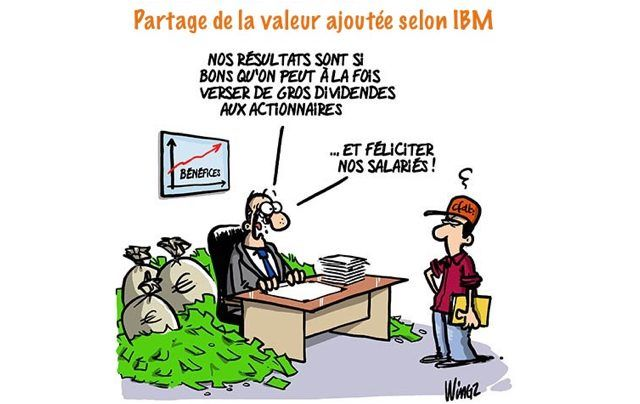 Partage de la valeur ajoutée selon IBM
NOS RÉSULTATS SONT SI
BONS QU'ON PEUT À LA FOIS
VERSER DE GROS DIVIDENDES
AUX ACTIONNAIRES
... ET FÉLICITER
NOS SALARIÉS !
BÉNÉFICES
cfdt:
€
€
€
WINGZ